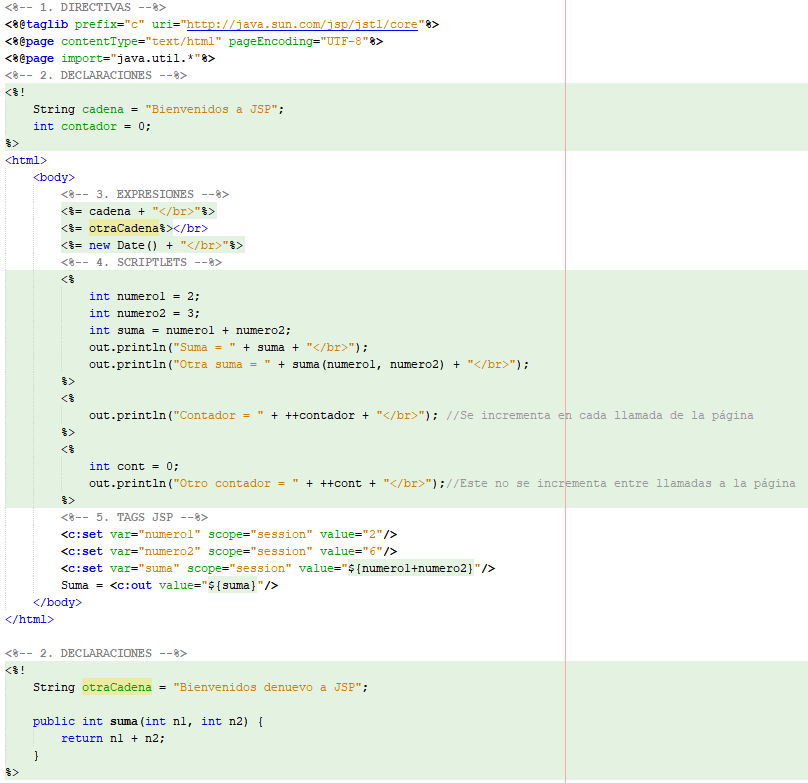 <%-- 1. DIRECTIVAS --%>
<%@taglib prefix="c" uri="http://java.sun.com/jsp/jstl/core"%>
<%@page contentType="text/html" pageEncoding="UTF-8"%>
<%@page import="java.util.*"%>
<%-- 2. DECLARACIONES --%>
<%!
    String cadena = "Bienvenidos a JSP";
    int contador = 0;
%>
<html>
    <body>
        <%-- 3. EXPRESIONES --%>
        <%= cadena + "</br>"%>
        <%= otraCadena%></br>
        <%= new Date() + "</br>"%>
        <%-- 4. SCRIPTLETS --%>
        <%
            int numero1 = 2;
            int numero2 = 3;
            int suma = numero1 + numero2;
            out.println("Suma = " + suma + "</br>");
            out.println("Otra suma = " + suma(numero1, numero2) + "</br>");
        %>
        <%
            out.println("Contador = " + ++contador + "</br>"); //Se incrementa en cada llamada de la página
        %>
        <%
            int cont = 0;
            out.println("Otro contador = " + ++cont + "</br>");//Este no se incrementa entre llamadas a la página
        %>
        <%-- 5. TAGS JSP --%>
        <c:set var="numero1" scope="session" value="2"/>
        <c:set var="numero2" scope="session" value="6"/>
        <c:set var="suma" scope="session" value="${numero1+numero2}"/>
        Suma = <c:out value="${suma}"/>
    </body>
</html>
<%-- 2. DECLARACIONES --%>
<%!
    String otraCadena = "Bienvenidos denuevo a JSP";
    public int suma(int n1, int n2) {
        return n1 + n2;
    }
%>